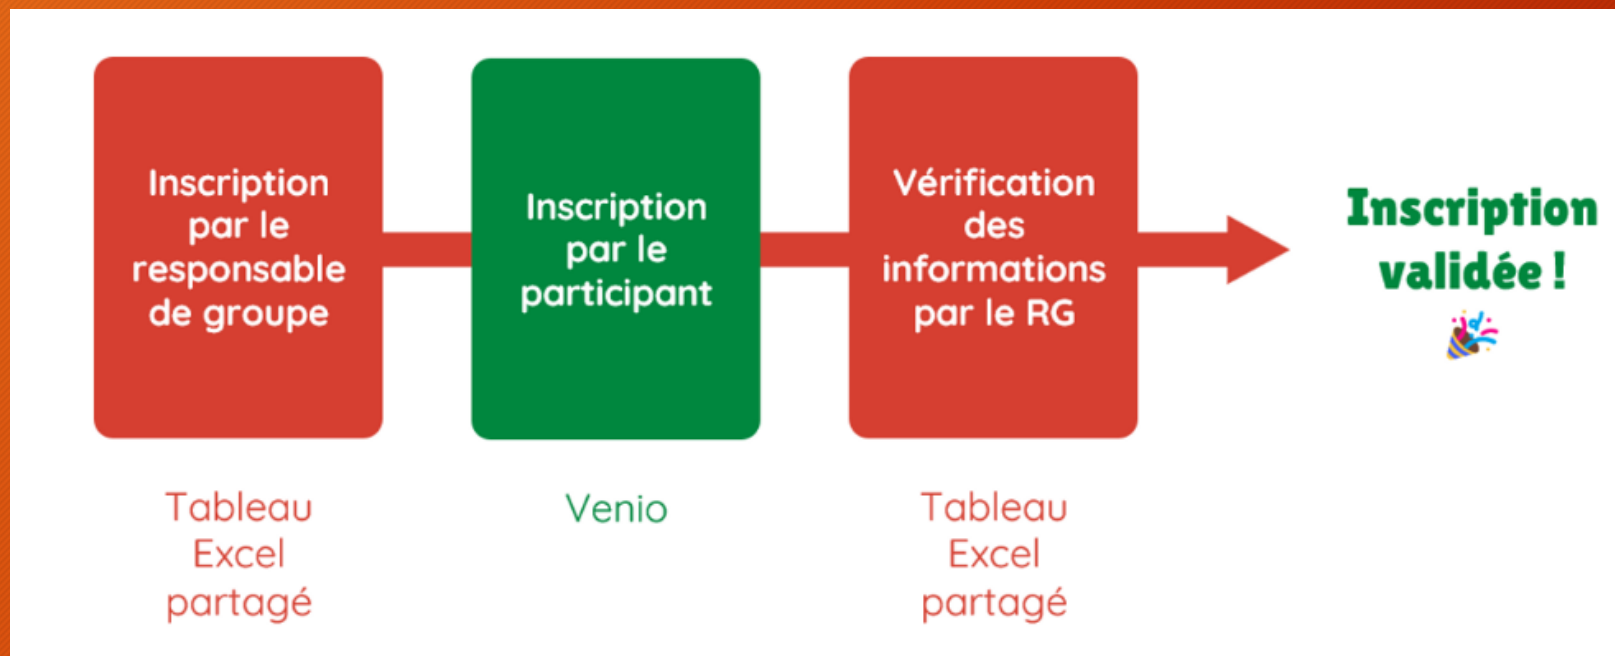 Inscription
par le
responsable
de groupe
Inscription
par le
participant
Vérification
des
informations
par le RG
Inscription
validée !
Tableau
Excel
partagé
Venio
Tableau
Excel
partagé